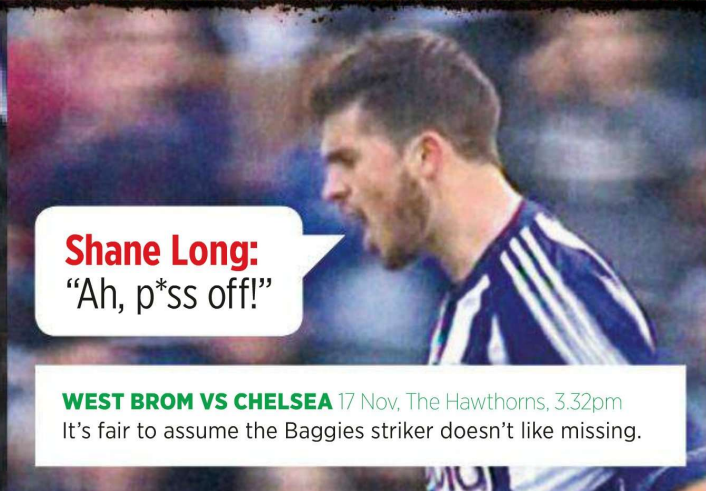 Shane Long:
“Ah, p*ss off!”
WEST BROM VS CHELSEA 17 Nov, The Hawthorns, 3.32pm
It’s fair to assume the Baggies striker doesn’t like missing.